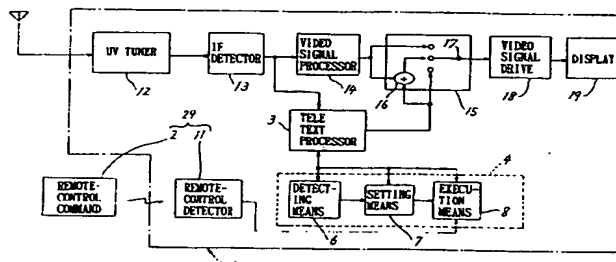 UV TUNER
12
IF
DETECTOR
13
VIDEO
SIGNAL
PROCESSOR
14
17
16
15
VIDEO
SIGNAL
DRIVE
18
DISPLAY
19
3
TELE
TEXT
PROCESSOR
29
2
11
REMOTE-
CONTROL
COMMAND
REMOTE-
CONTROL
DETECTOR
4
DETECT-
ING
MEANS
6
SETTING
MEANS
7
EXECU-
TION
MEANS
8